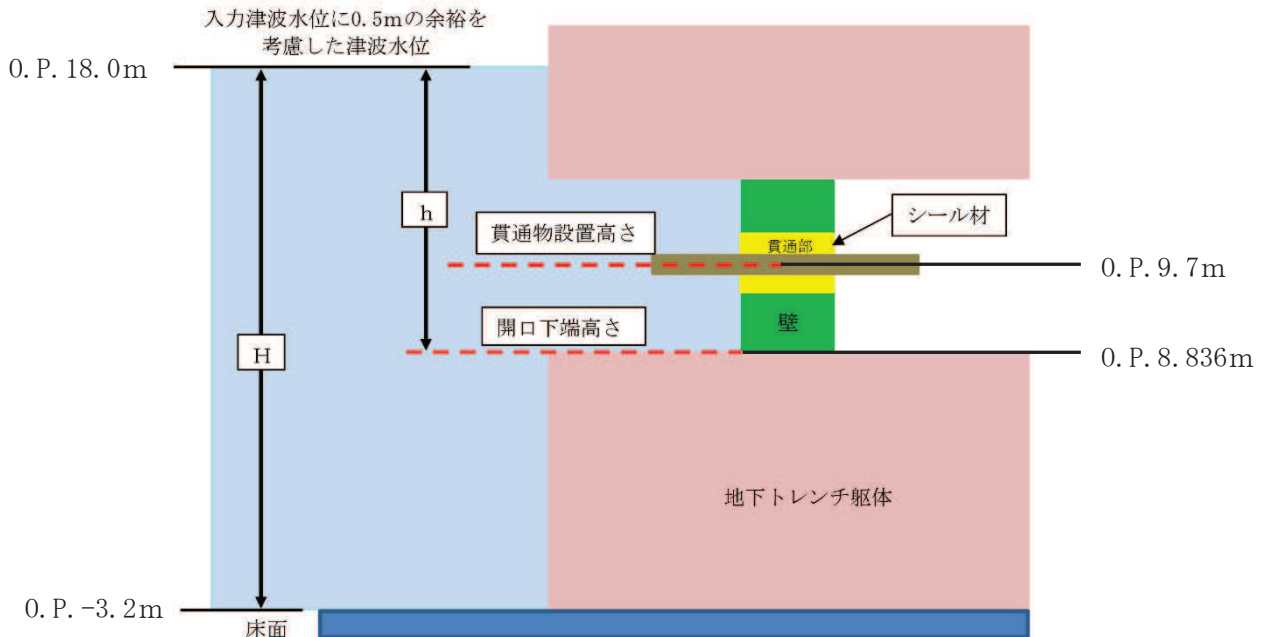 入力津波水位に0.5mの余裕を
考慮した津波水位
O.P.18.0m
h
シール材
貫通物設置高さ
貫通部
O.P.9.7m
開口下端高さ
壁
H
O.P.8.836m
地下トレンチ躯体
O.P.-3.2m
床面